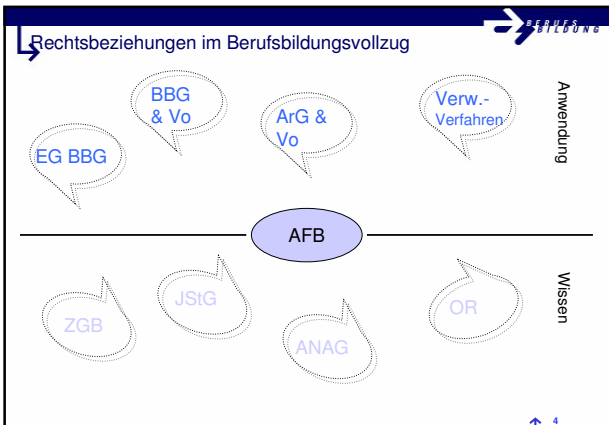 BERUFS
BILDUNG
Rechtsbeziehungen im Berufsbildungsvollzug
BBG
& Vo
ArG &
Vo
Verw.-
Verfahren
EG BBG
Anwendung
AFB
Wissen
ZGB
JStG
ANAG
OR
4